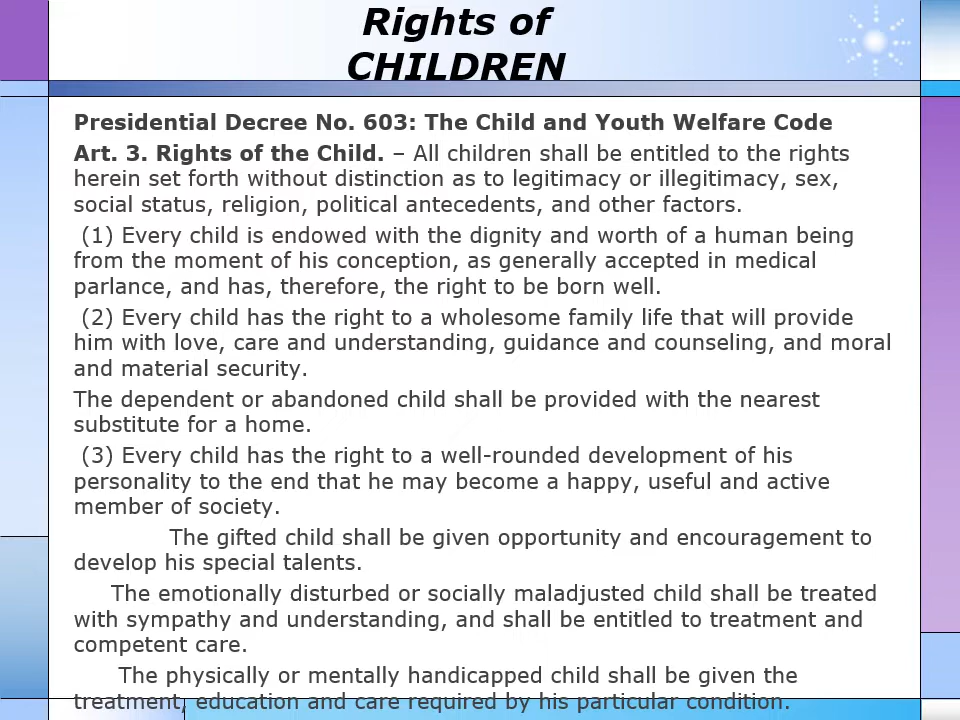 Rights of
CHILDREN
Presidential Decree No. 603: The Child and Youth Welfare Code
Art. 3. Rights of the Child. – All children shall be entitled to the rights
herein set forth without distinction as to legitimacy or illegitimacy, sex,
social status, religion, political antecedents, and other factors.
(1) Every child is endowed with the dignity and worth of a human being
from the moment of his conception, as generally accepted in medical
parlance, and has, therefore, the right to be born well.
(2) Every child has the right to a wholesome family life that will provide
him with love, care and understanding, guidance and counseling, and moral
and material security.
The dependent or abandoned child shall be provided with the nearest
substitute for a home.
(3) Every child has the right to a well-rounded development of his
personality to the end that he may become a happy, useful and active
member of society.
The gifted child shall be given opportunity and encouragement to
develop his special talents.
The emotionally disturbed or socially maladjusted child shall be treated
with sympathy and understanding, and shall be entitled to treatment and
competent care.
The physically or mentally handicapped child shall be given the
treatment, education and care required by his particular condition.